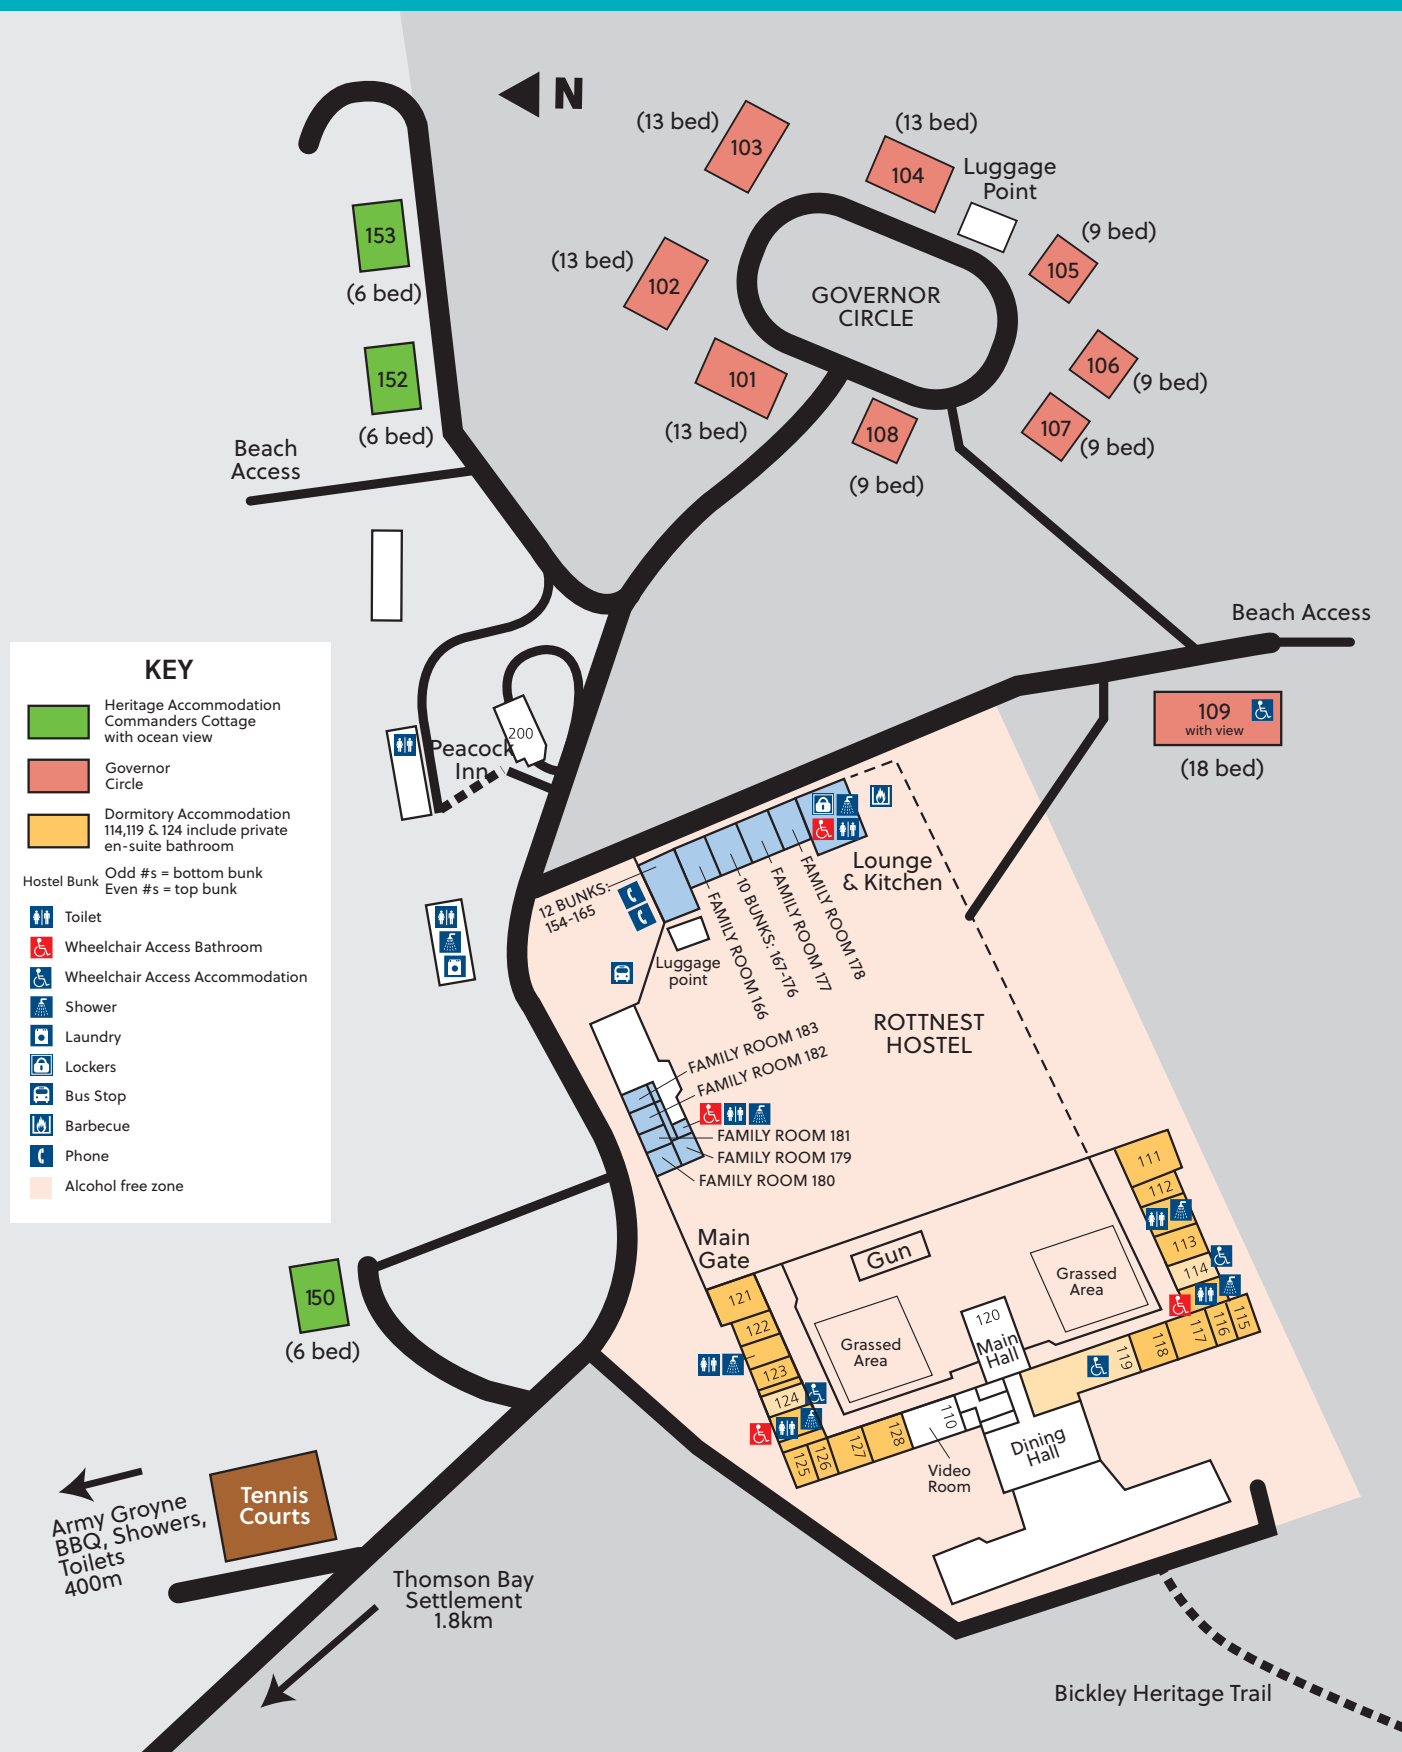 N
(13 bed)
103
(13 bed)
104
Luggage
Point
(9 bed)
105
153
(6 bed)
(13 bed)
102
GOVERNOR
CIRCLE
106
(9 bed)
152
(6 bed)
101
(13 bed)
108
(9 bed)
107
(9 bed)
Beach
Access
Beach Access
109
with view
(18 bed)
200
Peacock
Inn
KEY
Heritage Accommodation
Commanders Cottage
with ocean view
Governor
Circle
Dormitory Accommodation
114,119 & 124 include private
en-suite bathroom
Hostel Bunk
Odd #s = bottom bunk
Even #s = top bunk
Toilet
Wheelchair Access Bathroom
Wheelchair Access Accommodation
Shower
Laundry
Lockers
Bus Stop
Barbecue
Phone
Alcohol free zone
Lounge
& Kitchen
12 BUNKS:
154-165
FAMILY ROOM 166
10 BUNKS: 167-176
FAMILY ROOM 177
FAMILY ROOM 178
Luggage
point
ROTTNEST
HOSTEL
FAMILY ROOM 183
FAMILY ROOM 182
FAMILY ROOM 181
FAMILY ROOM 179
FAMILY ROOM 180
Main
Gate
Gun
Grassed
Area
Grassed
Area
111
112
113
114
115
116
117
118
119
120
Main
Hall
121
122
123
124
125
126
127
128
110
Video
Room
Dining
Hall
150
(6 bed)
Tennis
Courts
Army Groyne
BBQ, Showers,
Toilets
400m
Thomson Bay
Settlement
1.8km
Bickley Heritage Trail